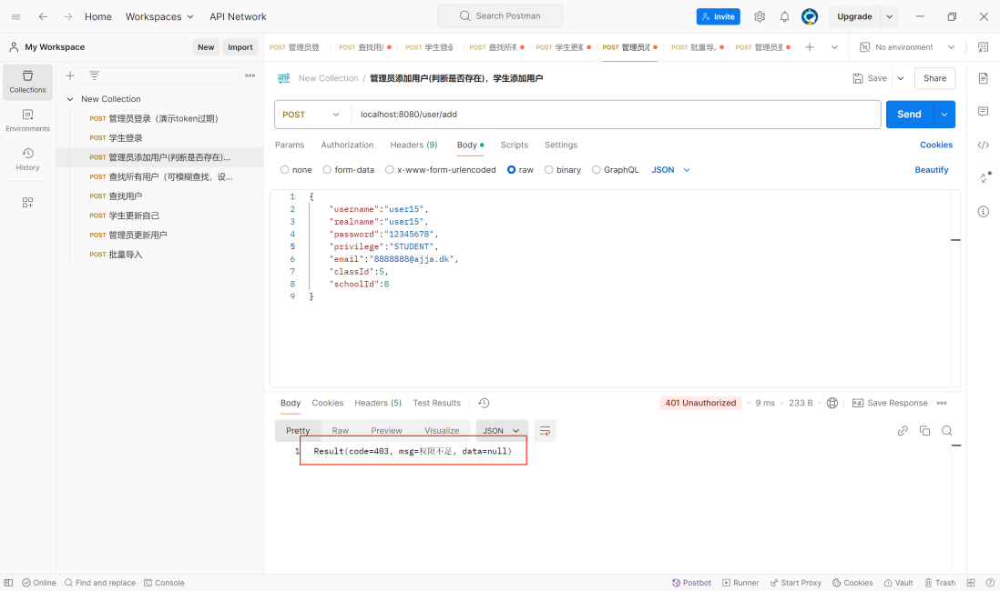 Home Workspaces API Network Search Postman Invite Upgrade
My Workspace New Import POST 管理员登 POST 查找用户 POST 学生登录 POST 查找所有 POST 学生更新 POST 管理员添 POST 批量导入 POST 管理员更 No environment
Collections
Environments
History
New Collection
POST 管理员登录（演示token过期）
POST 学生登录
POST 管理员添加用户(判断是否存在)...
POST 查找所有用户（可模糊查找，设...
POST 查找用户
POST 学生更新自己
POST 管理员更新用户
POST 批量导入
New Collection / 管理员添加用户(判断是否存在)，学生添加用户 Save Share
POST localhost:8080/user/add Send
Params Authorization Headers (9) Body Scripts Settings Cookies
none form-data x-www-form-urlencoded raw binary GraphQL JSON Beautify
1 {
2 "username":"user15",
3 "realname":"user15",
4 "password":"12345678",
5 "privilege":"STUDENT",
6 "email":"8888888@ajja.dk",
7 "classId":5,
8 "schoolId":8
9 }
Body Cookies Headers (5) Test Results 401 Unauthorized 9 ms 233 B Save Response
Pretty Raw Preview Visualize JSON
1 Result(code=403, msg=权限不足, data=null)
Online Find and replace Console Postbot Runner Start Proxy Cookies Vault Trash